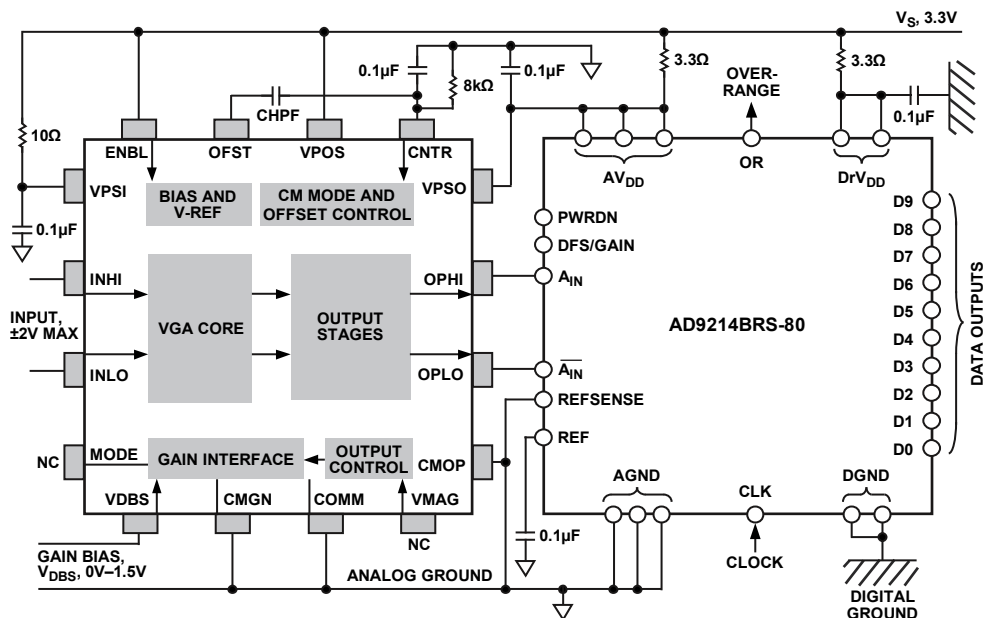 VS, 3.3V
0.1µF
8kΩ
0.1µF
3.3Ω
3.3Ω
OVER-
RANGE
0.1µF
CHPF
10Ω
ENBL
OFST
VPOS
CNTR
OR
AVDD
DrVDD
VPSI
BIAS AND
V-REF
CM MODE AND
OFFSET CONTROL
VPSO
0.1µF
PWRDN
DFS/GAIN
AIN
D9
D8
D7
D6
D5
D4
D3
D2
D1
D0
DATA OUTPUTS
INHI
INPUT,
±2V MAX
INLO
VGA CORE
OUTPUT
STAGES
OPHI
OPLO
AD9214BRS-80
AIN
REFSENSE
REF
NC
MODE
GAIN INTERFACE
OUTPUT
CONTROL
CMOP
VDBS
CMGN
COMM
VMAG
NC
AGND
CLK
DGND
0.1µF
CLOCK
GAIN BIAS,
VDBS, 0V–1.5V
ANALOG GROUND
DIGITAL
GROUND